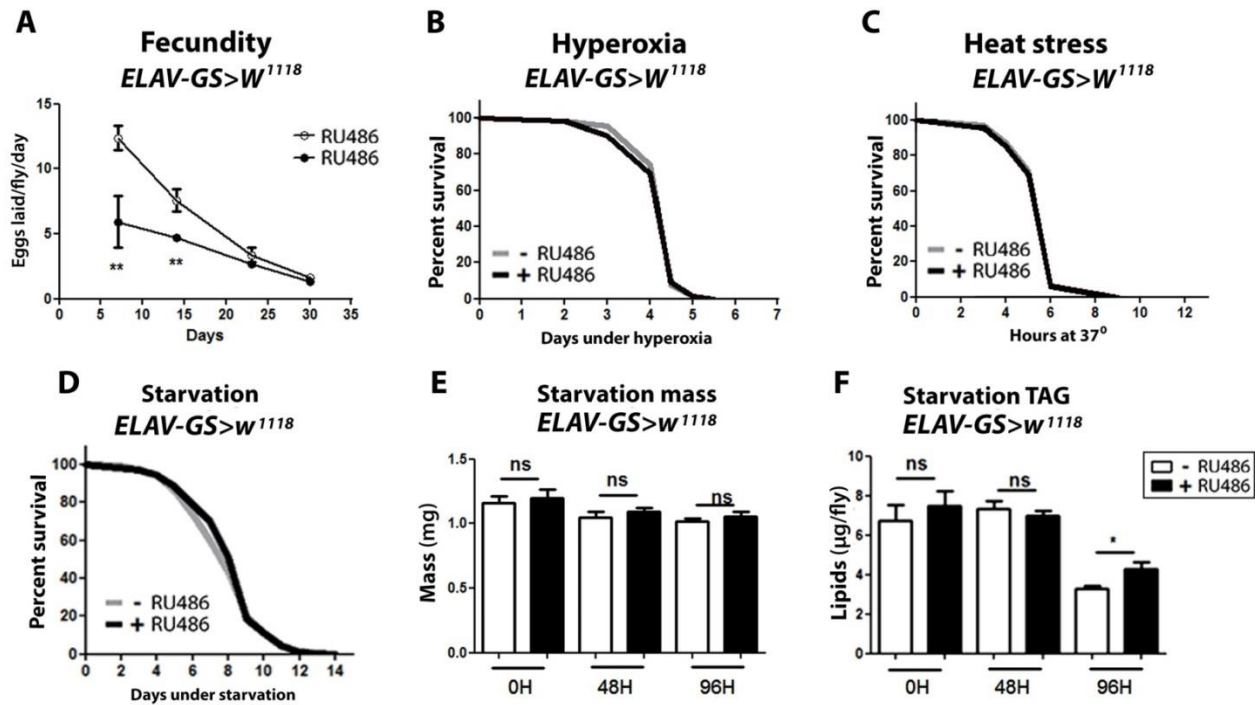 A
Fecundity
ELAV-GS>W1118
15
10
5
0
Eggs laid/fly/day
RU486
RU486
**
**
0 5 10 15 20 25 30 35
Days
B
Hyperoxia
ELAV-GS>W1118
100
80
60
40
20
0
Percent survival
- RU486
+ RU486
0 1 2 3 4 5 6 7
Days under hyperoxia
C
Heat stress
ELAV-GS>W1118
100
80
60
40
20
0
Percent survival
- RU486
+ RU486
0 2 4 6 8 10 12
Hours at 37⁰
D
Starvation
ELAV-GS>w1118
100
80
60
40
20
0
Percent survival
- RU486
+ RU486
0 2 4 6 8 10 12 14
Days under starvation
E
Starvation mass
ELAV-GS>w1118
1.5
1.0
0.5
0.0
Mass (mg)
ns
ns
ns
0H 48H 96H
F
Starvation TAG
ELAV-GS>w1118
10
8
6
4
2
0
Lipids (µg/fly)
ns
ns
*
0H 48H 96H
- RU486
+ RU486